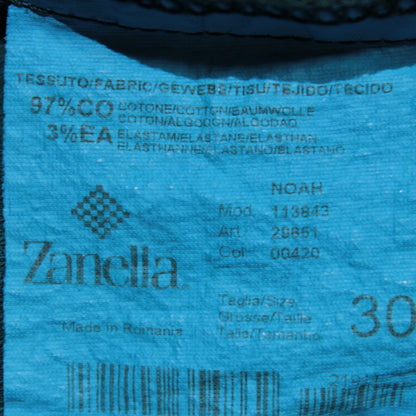 TESSUTO/FABRIC/GEWEBE/TISU/TEJIDO/TECIDO
97%CO COTONE/COTTON/BAUMWOLLE
COTON/ALGODON/ALGODAO
3%EA ELASTAM/ELASTANE/ELASTHAN
ELASTHANNE/ELASTANO/ELASTANO
NOAH
Mod. 113843
Art. 29651
Col. 00420
Zanella
Taglia/Size
Grosse/Taille
Talla/Tamanho
30
Made in Romania